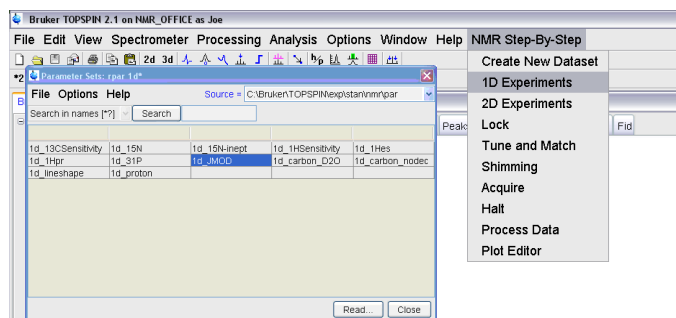 Bruker TOPSPIN 2.1 on NMR_OFFICE as Joe
File Edit View Spectrometer Processing Analysis Options Window Help NMR Step-By-Step
2d 3d
Create New Dataset
1D Experiments
2D Experiments
Lock
Tune and Match
Shimming
Acquire
Halt
Process Data
Plot Editor
*2
Parameter Sets: rpar 1d*
File Options Help Source = C:\Bruker\TOPSPIN\exp\stan\nmr\par
Search in names [*?] Search
Fid
1d_13CSensitivity 1d_15N 1d_15N-inept 1d_1HSensitivity 1d_1Hes
1d_1Hpr 1d_31P 1d_JMOD 1d_carbon_D2O 1d_carbon_nodec
1d_lineshape 1d_proton
Read... Close